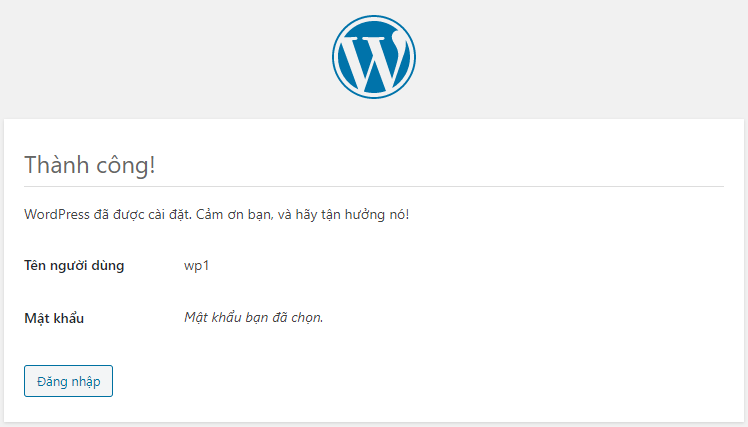 Thành công!
WordPress đã được cài đặt. Cảm ơn bạn, và hãy tận hưởng nó!
Tên người dùng wp1
Mật khẩu Mật khẩu bạn đã chọn.
Đăng nhập